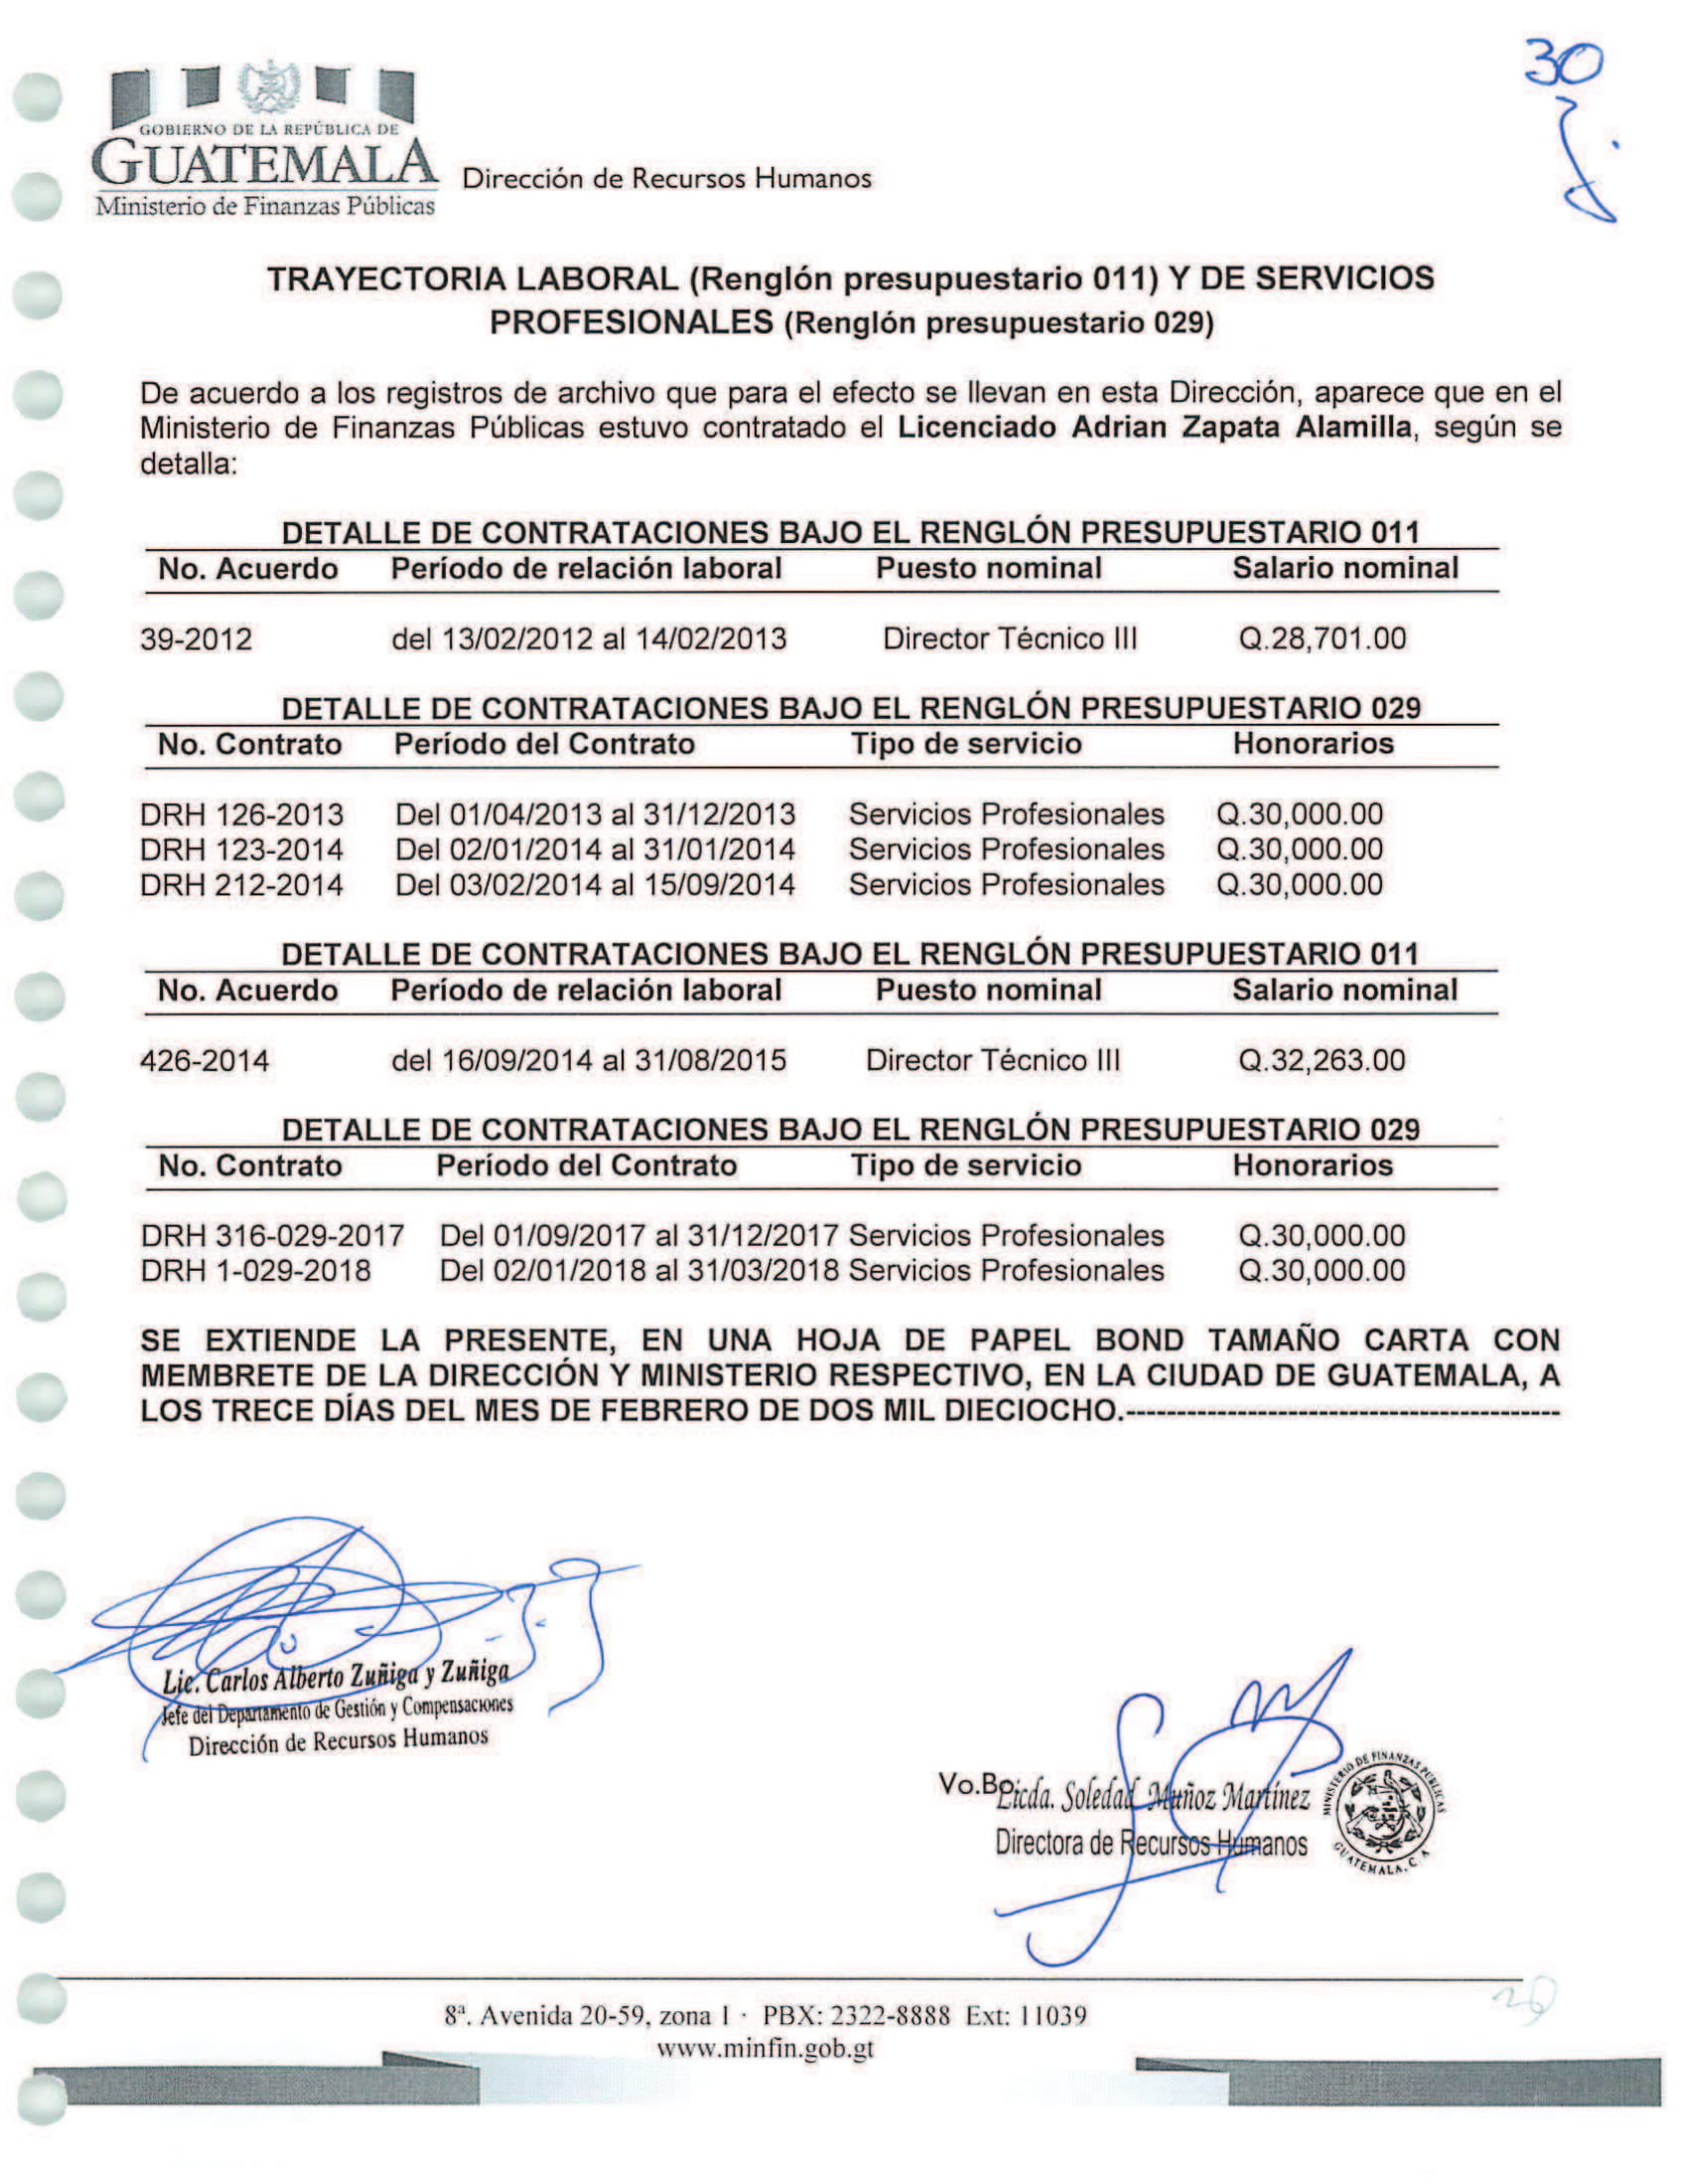 30
GOBIERNO DE LA REPÚBLICA DE
GUATEMALA
Ministerio de Finanzas Públicas
Dirección de Recursos Humanos
TRAYECTORIA LABORAL (Renglón presupuestario 011) Y DE SERVICIOS
PROFESIONALES (Renglón presupuestario 029)
De acuerdo a los registros de archivo que para el efecto se llevan en esta Dirección, aparece que en el
Ministerio de Finanzas Públicas estuvo contratado el Licenciado Adrian Zapata Alamilla, según se
detalla:
DETALLE DE CONTRATACIONES BAJO EL RENGLÓN PRESUPUESTARIO 011
No. Acuerdo Período de relación laboral Puesto nominal Salario nominal
39-2012 del 13/02/2012 al 14/02/2013 Director Técnico III Q.28,701.00
DETALLE DE CONTRATACIONES BAJO EL RENGLÓN PRESUPUESTARIO 029
No. Contrato Período del Contrato Tipo de servicio Honorarios
DRH 126-2013 Del 01/04/2013 al 31/12/2013 Servicios Profesionales Q.30,000.00
DRH 123-2014 Del 02/01/2014 al 31/01/2014 Servicios Profesionales Q.30,000.00
DRH 212-2014 Del 03/02/2014 al 15/09/2014 Servicios Profesionales Q.30,000.00
DETALLE DE CONTRATACIONES BAJO EL RENGLÓN PRESUPUESTARIO 011
No. Acuerdo Período de relación laboral Puesto nominal Salario nominal
426-2014 del 16/09/2014 al 31/08/2015 Director Técnico III Q.32,263.00
DETALLE DE CONTRATACIONES BAJO EL RENGLÓN PRESUPUESTARIO 029
No. Contrato Período del Contrato Tipo de servicio Honorarios
DRH 316-029-2017 Del 01/09/2017 al 31/12/2017 Servicios Profesionales Q.30,000.00
DRH 1-029-2018 Del 02/01/2018 al 31/03/2018 Servicios Profesionales Q.30,000.00
SE EXTIENDE LA PRESENTE, EN UNA HOJA DE PAPEL BOND TAMAÑO CARTA CON
MEMBRETE DE LA DIRECCIÓN Y MINISTERIO RESPECTIVO, EN LA CIUDAD DE GUATEMALA, A
LOS TRECE DÍAS DEL MES DE FEBRERO DE DOS MIL DIECIOCHO.-------------------------------------------
Lic. Carlos Alberto Zuñiga y Zuñiga
Jefe del Departamento de Gestión y Compensaciones
Dirección de Recursos Humanos
Vo.Bo. Licda. Soledad Muñoz Martínez
Directora de Recursos Humanos
MINISTERIO DE FINANZAS PUBLICAS
GUATEMALA, C. A.
8ª. Avenida 20-59, zona 1 · PBX: 2322-8888 Ext: 11039
www.minfin.gob.gt